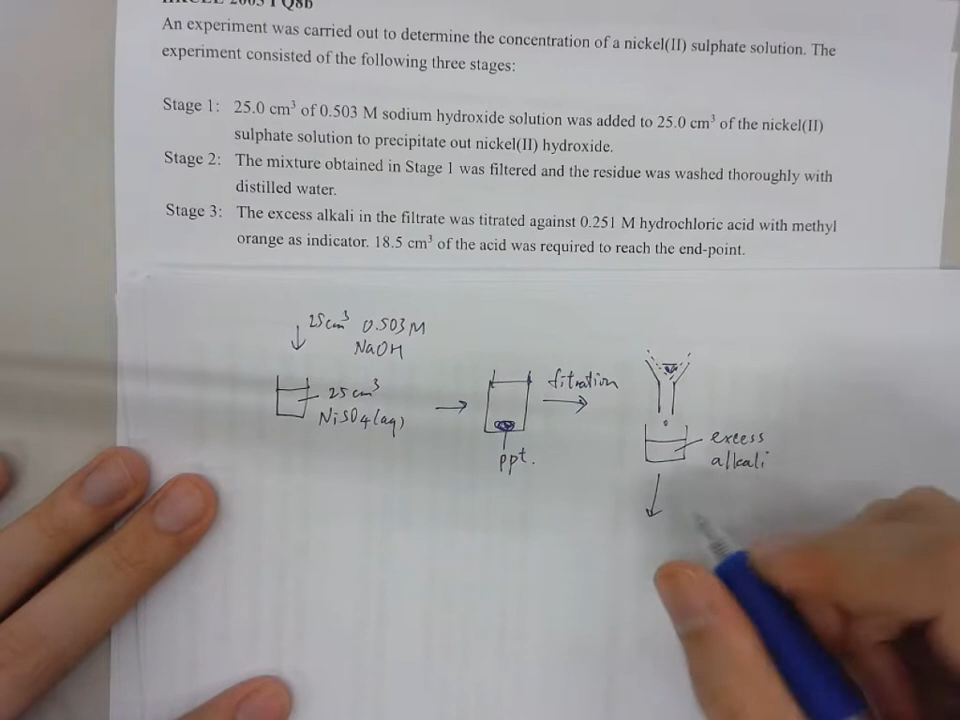 HKCEE 2003 I Q8b
An experiment was carried out to determine the concentration of a nickel(II) sulphate solution. The
experiment consisted of the following three stages:
Stage 1: 25.0 cm³ of 0.503 M sodium hydroxide solution was added to 25.0 cm³ of the nickel(II)
sulphate solution to precipitate out nickel(II) hydroxide.
Stage 2: The mixture obtained in Stage 1 was filtered and the residue was washed thoroughly with
distilled water.
Stage 3: The excess alkali in the filtrate was titrated against 0.251 M hydrochloric acid with methyl
orange as indicator. 18.5 cm³ of the acid was required to reach the end-point.
25cm³ 0.503M
NaOH
25cm³
NiSO4(aq)
ppt.
fitration
excess
alkali